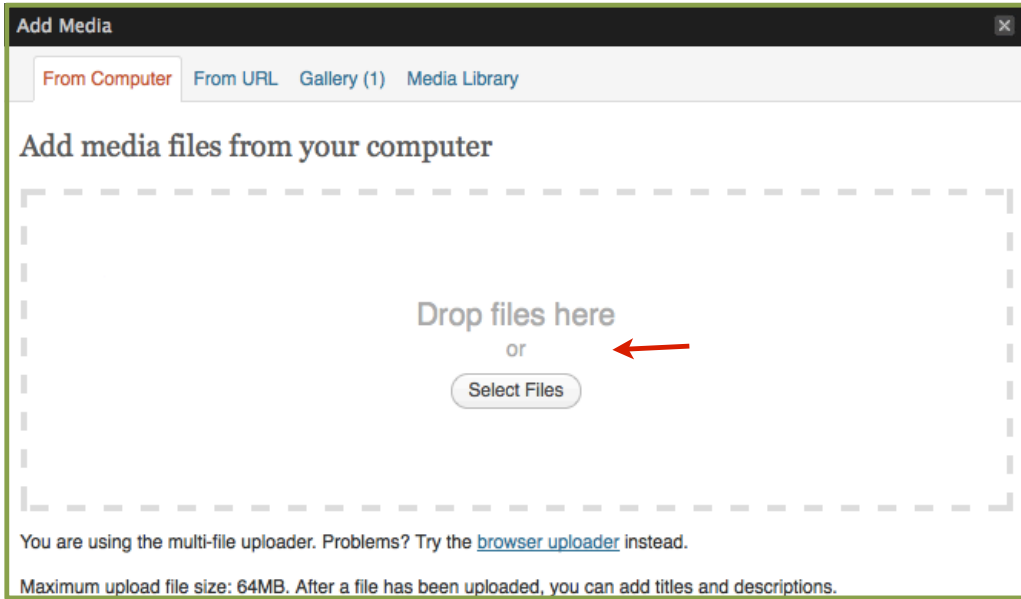 Add Media
From Computer From URL Gallery (1) Media Library
Add media files from your computer
Drop files here
or
Select Files
You are using the multi-file uploader. Problems? Try the browser uploader instead.
Maximum upload file size: 64MB. After a file has been uploaded, you can add titles and descriptions.